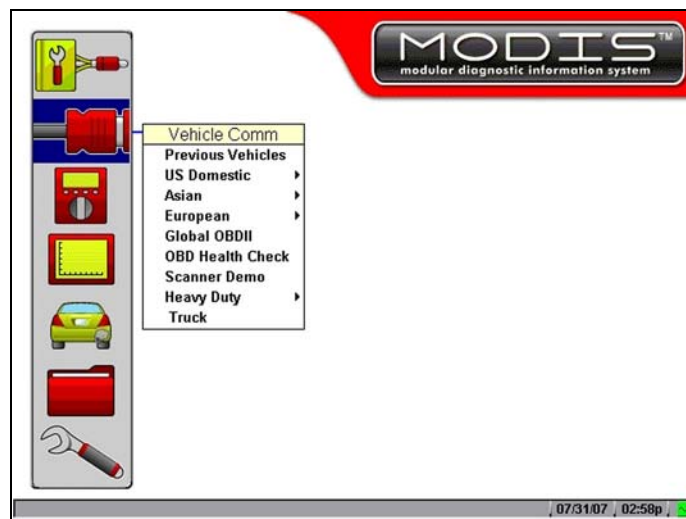 MODIS™
modular diagnostic information system
Vehicle Comm
Previous Vehicles
US Domestic
Asian
European
Global OBDII
OBD Health Check
Scanner Demo
Heavy Duty
Truck
07/31/07 02:58p